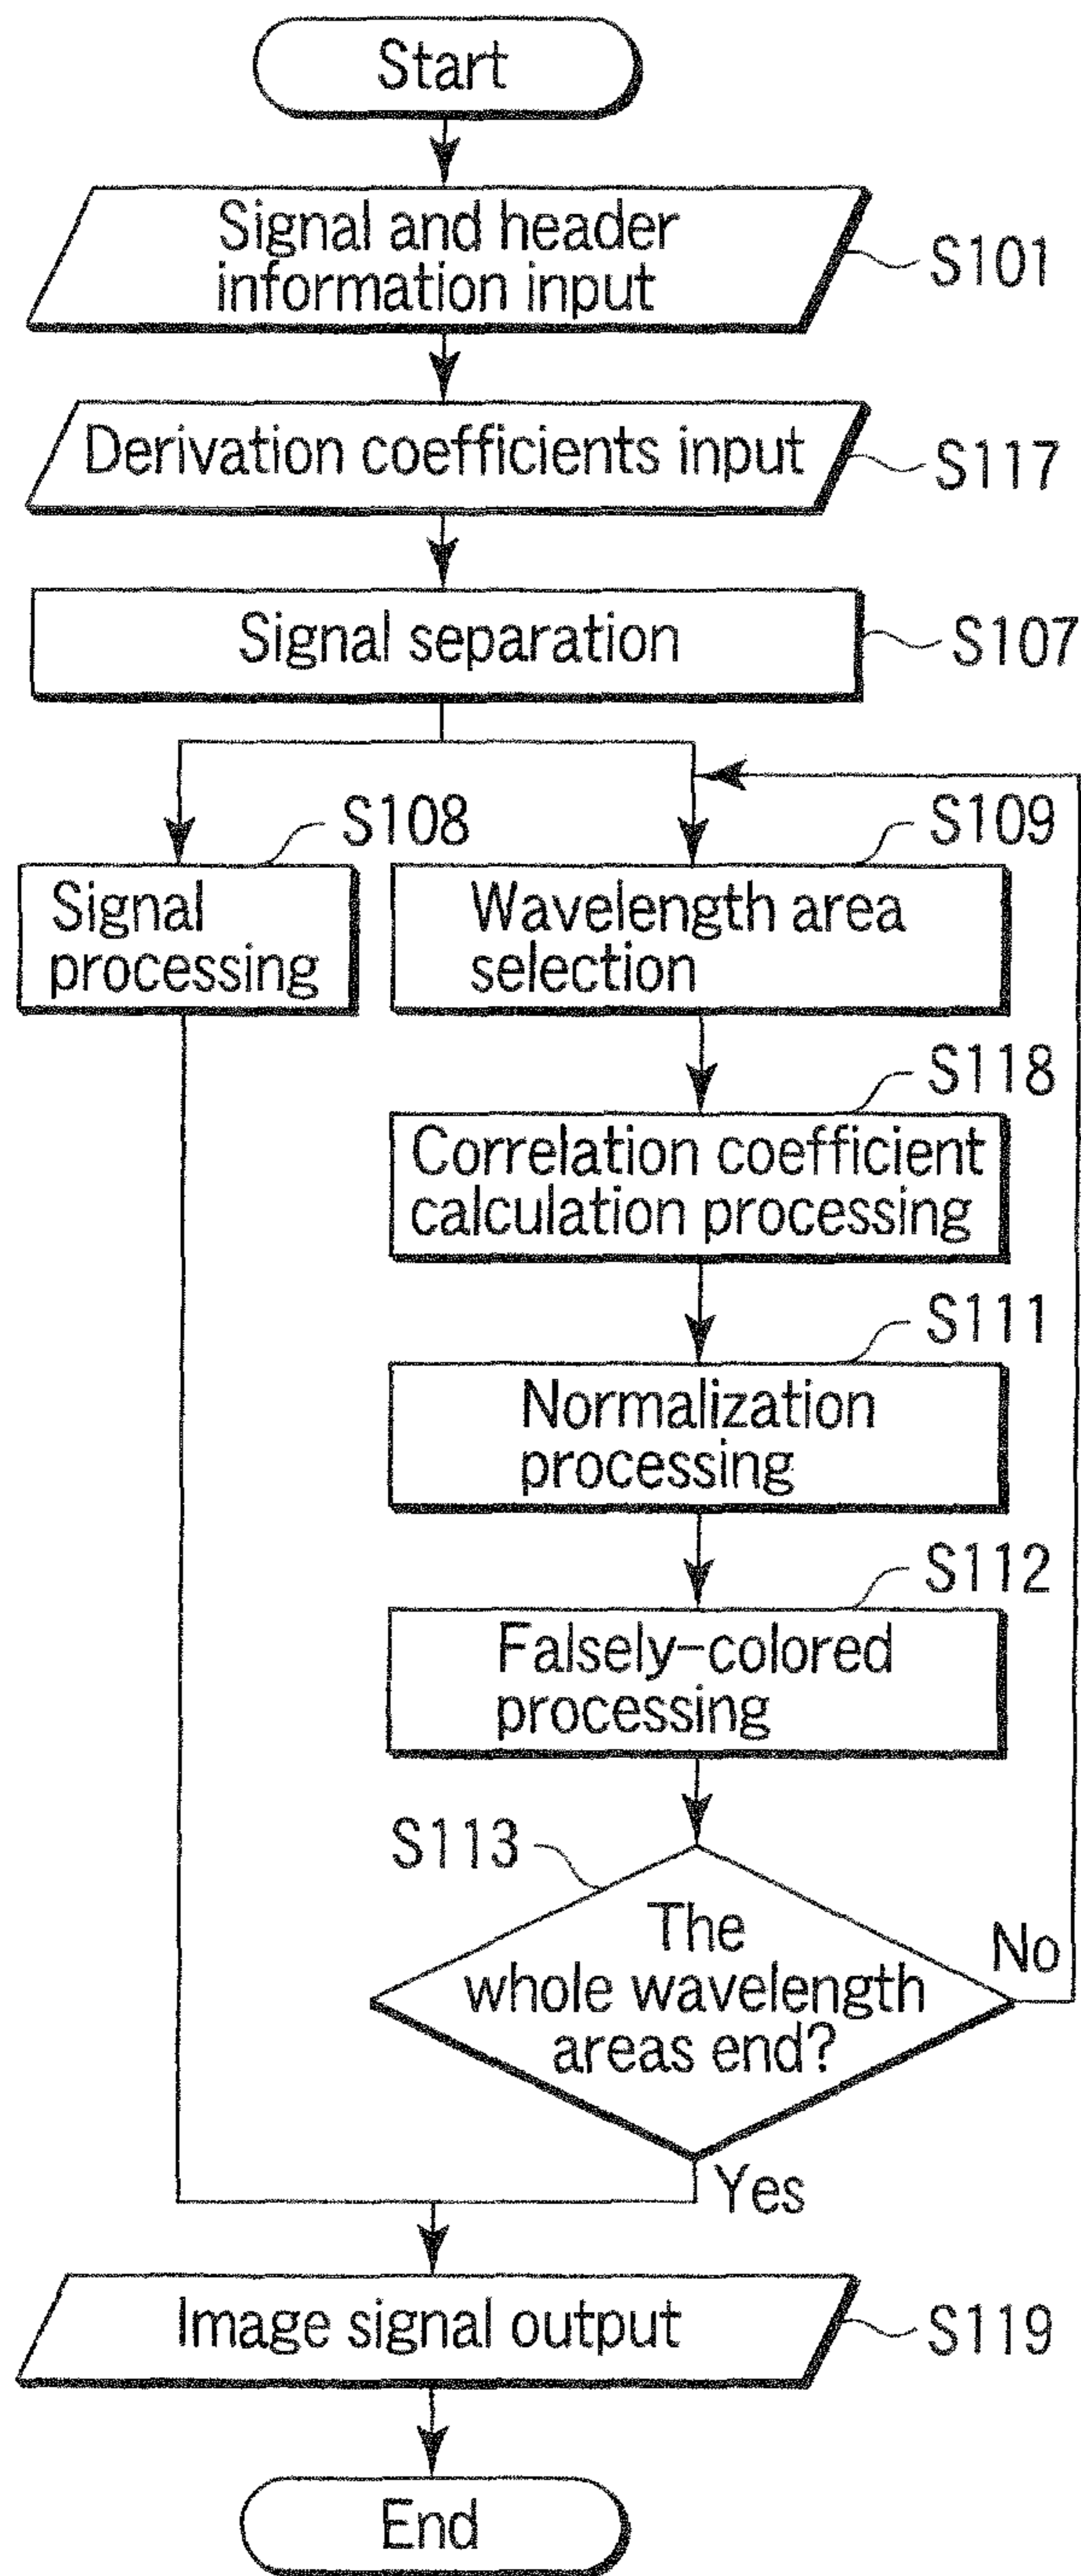 Start
Signal and header
information input
S101
Derivation coefficients input
S117
Signal separation
S107
S108
Signal
processing
S109
Wavelength area
selection
S118
Correlation coefficient
calculation processing
S111
Normalization
processing
S112
Falsely-colored
processing
S113
The
whole wavelength
areas end?
No
Yes
Image signal output
S119
End